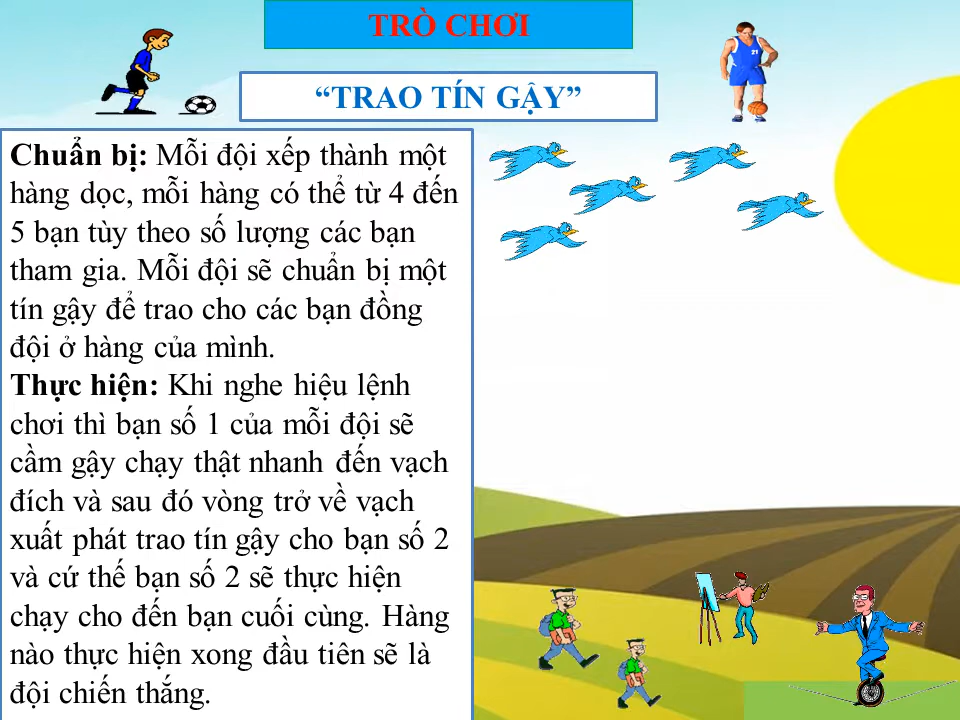 TRÒ CHƠI
“TRAO TÍN GẬY”
Chuẩn bị: Mỗi đội xếp thành một
hàng dọc, mỗi hàng có thể từ 4 đến
5 bạn tùy theo số lượng các bạn
tham gia. Mỗi đội sẽ chuẩn bị một
tín gậy để trao cho các bạn đồng
đội ở hàng của mình.
Thực hiện: Khi nghe hiệu lệnh
chơi thì bạn số 1 của mỗi đội sẽ
cầm gậy chạy thật nhanh đến vạch
đích và sau đó vòng trở về vạch
xuất phát trao tín gậy cho bạn số 2
và cứ thế bạn số 2 sẽ thực hiện
chạy cho đến bạn cuối cùng. Hàng
nào thực hiện xong đầu tiên sẽ là
đội chiến thắng.
21